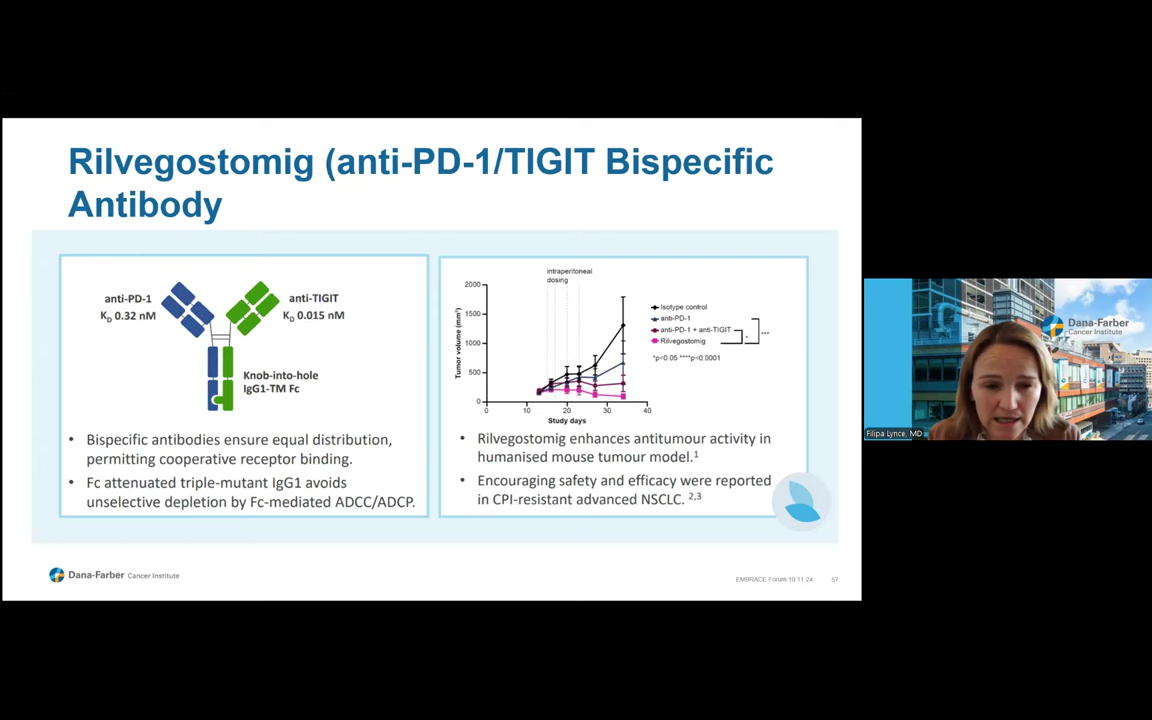 Rilvegostomig (anti-PD-1/TIGIT Bispecific
Antibody
anti-PD-1
KD 0.32 nM
anti-TIGIT
KD 0.015 nM
Knob-into-hole
IgG1-TM Fc
• Bispecific antibodies ensure equal distribution,
permitting cooperative receptor binding.
• Fc attenuated triple-mutant IgG1 avoids
unselective depletion by Fc-mediated ADCC/ADCP.
intraperitoneal
dosing
Tumor volume (mm³)
2000
1500
1000
500
0
0 10 20 30 40
Study days
Isotype control
anti-PD-1
anti-PD-1 + anti-TIGIT
Rilvegostomig
*
***
*p<0.05 ****p<0.0001
• Rilvegostomig enhances antitumour activity in
humanised mouse tumour model.1
• Encouraging safety and efficacy were reported
in CPI-resistant advanced NSCLC. 2,3
Dana-Farber Cancer Institute
EMBRACE Forum 10 11 24 57
Dana-Farber
Cancer Institute
Filipa Lynce, MD